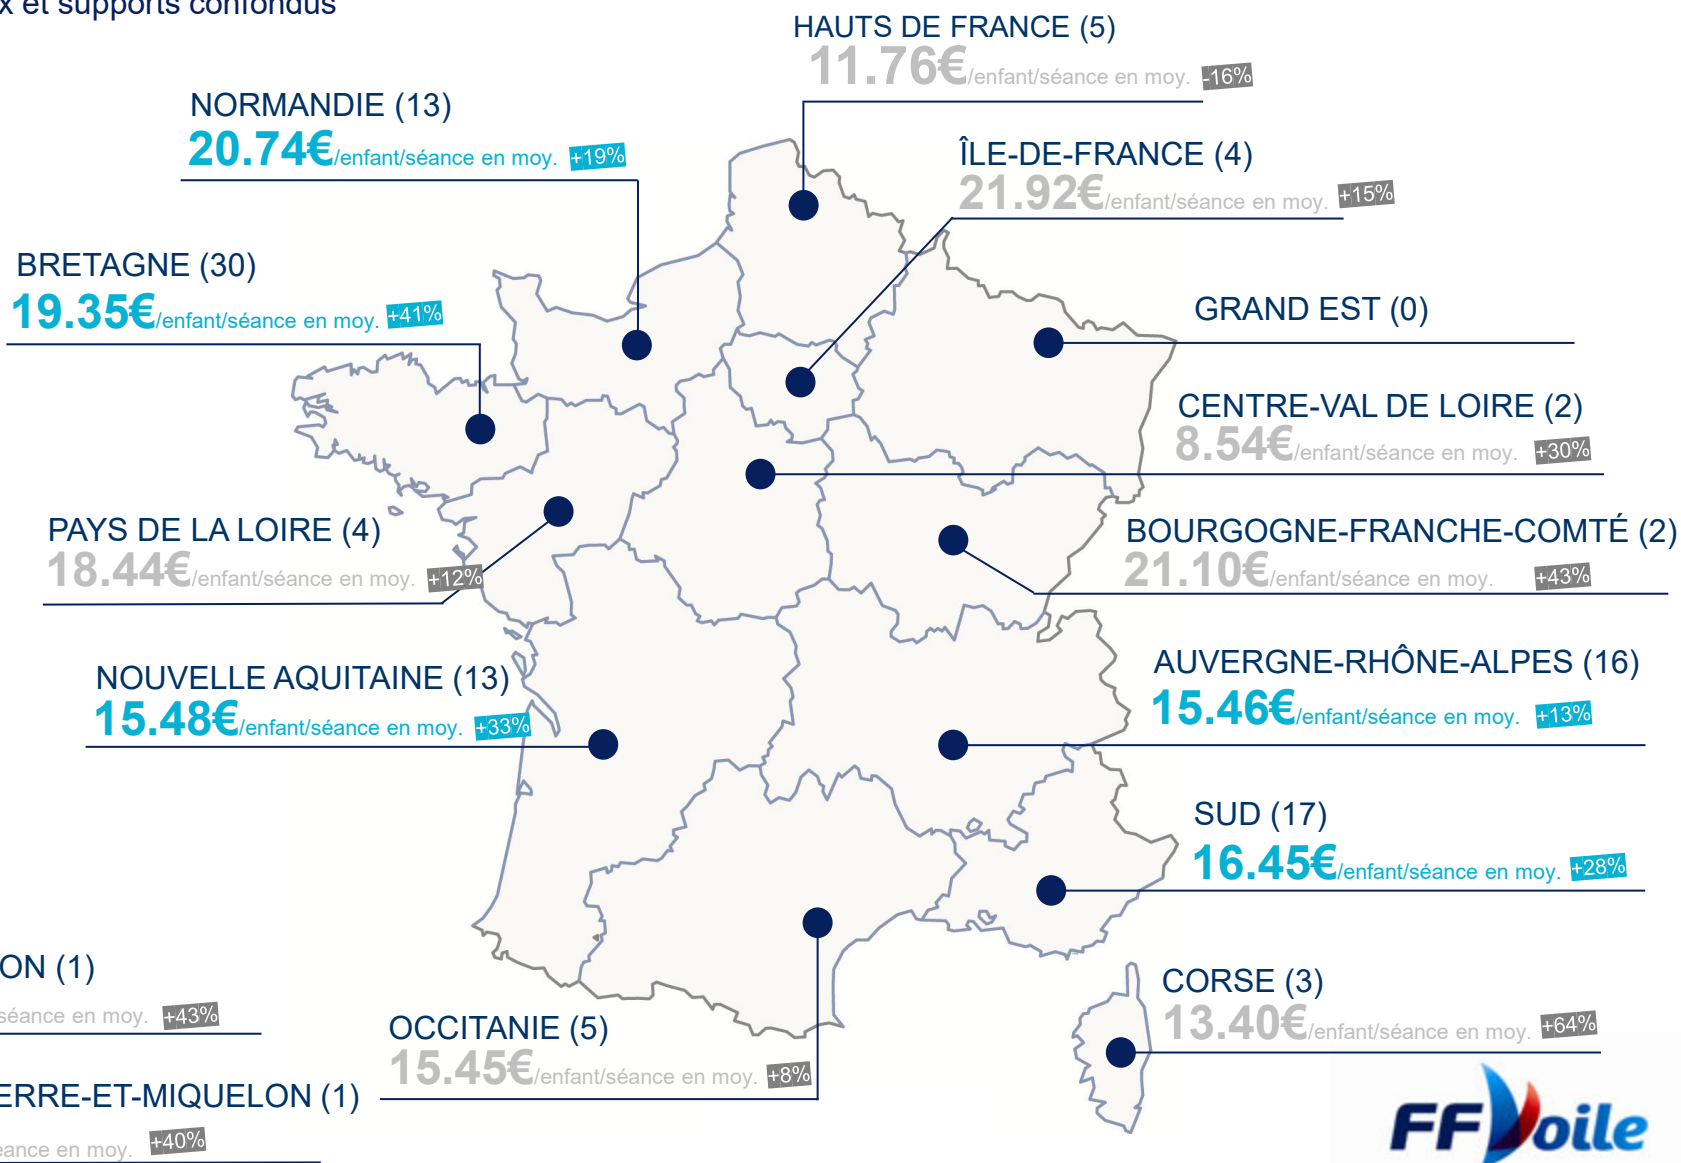 et supports confondus
HAUTS DE FRANCE (5)
11.76€/enfant/séance en moy. -16%
NORMANDIE (13)
20.74€/enfant/séance en moy. +19%
ÎLE-DE-FRANCE (4)
21.92€/enfant/séance en moy. +15%
BRETAGNE (30)
19.35€/enfant/séance en moy. +41%
GRAND EST (0)
CENTRE-VAL DE LOIRE (2)
8.54€/enfant/séance en moy. +30%
PAYS DE LA LOIRE (4)
18.44€/enfant/séance en moy. +12%
BOURGOGNE-FRANCHE-COMTÉ (2)
21.10€/enfant/séance en moy. +43%
NOUVELLE AQUITAINE (13)
15.48€/enfant/séance en moy. +33%
AUVERGNE-RHÔNE-ALPES (16)
15.46€/enfant/séance en moy. +13%
SUD (17)
16.45€/enfant/séance en moy. +28%
ON (1)
séance en moy. +43%
CORSE (3)
13.40€/enfant/séance en moy. +64%
OCCITANIE (5)
15.45€/enfant/séance en moy. +8%
ERRE-ET-MIQUELON (1)
éance en moy. +40%
FFVoile